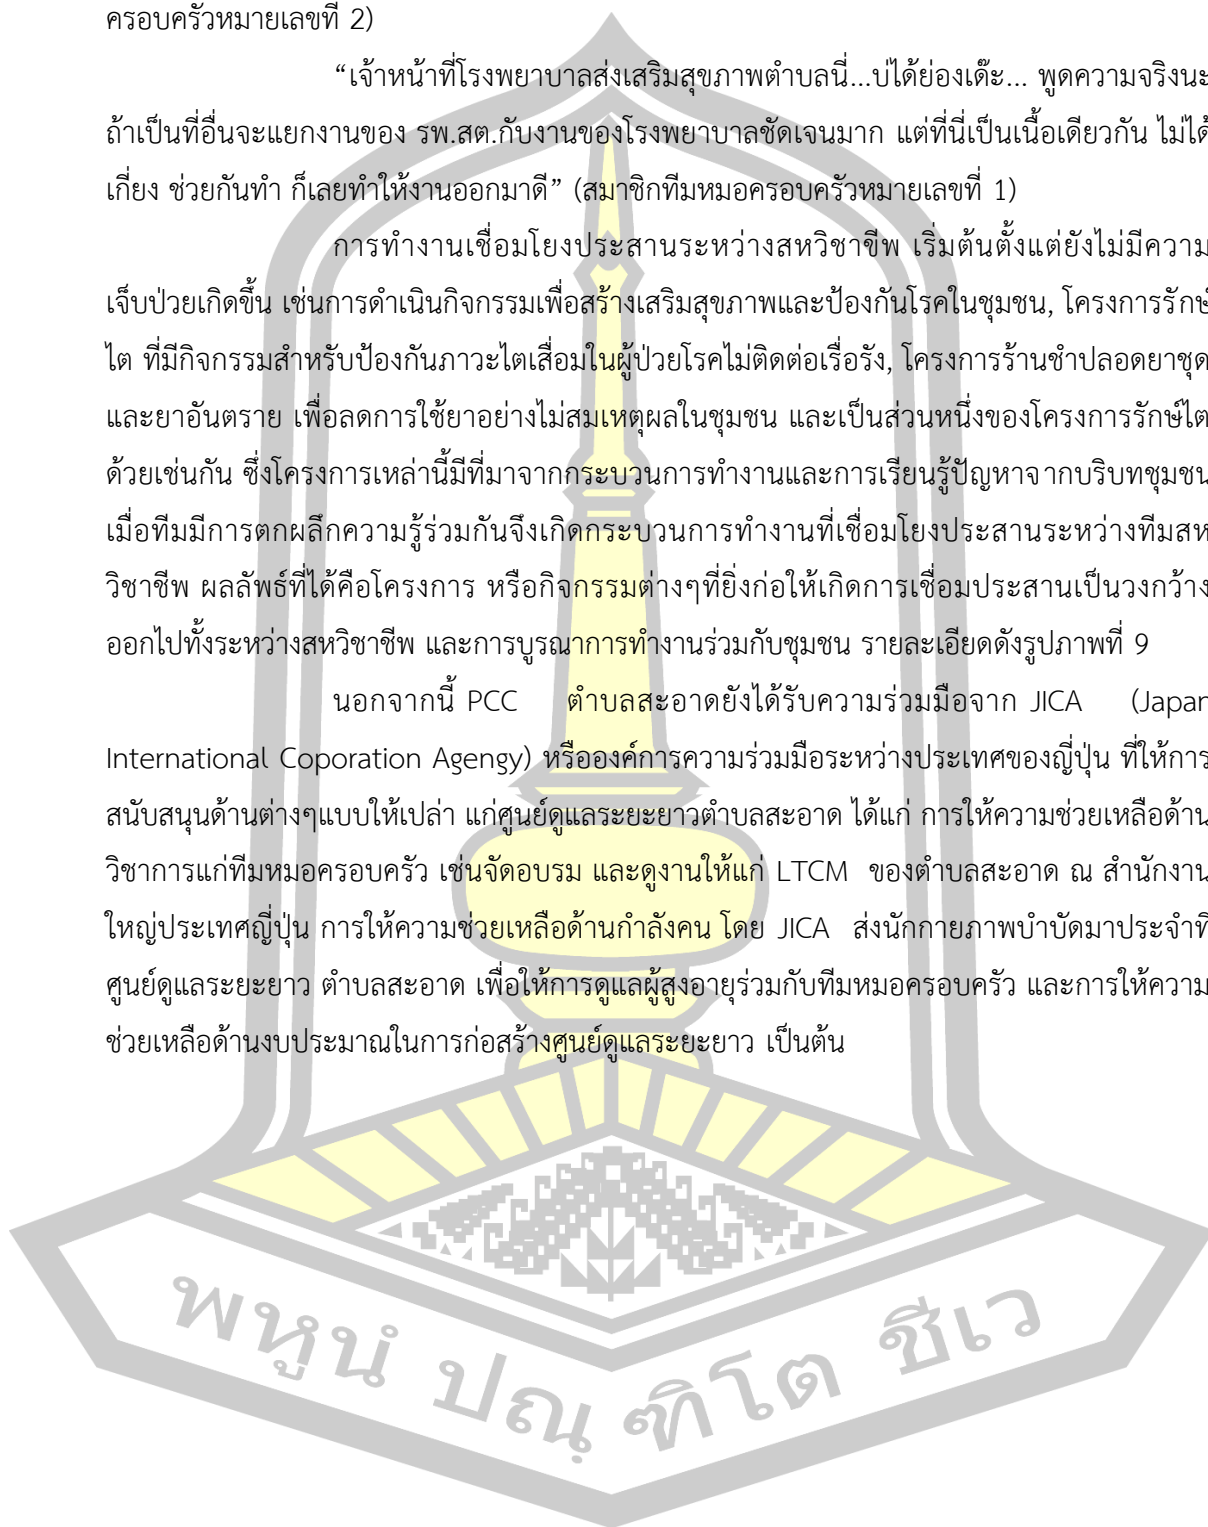 ครอบครัวหมายเลขที่ 2)
“เจ้าหน้าที่โรงพยาบาลส่งเสริมสุขภาพตำบลนี่...บ่ได้ย่องเด๊ะ... พูดความจริงนะ
ถ้าเป็นที่อื่นจะแยกงานของ รพ.สต.กับงานของโรงพยาบาลชัดเจนมาก แต่ที่นี่เป็นเนื้อเดียวกัน ไม่ได้
เกี่ยง ช่วยกันทำ ก็เลยทำให้งานออกมาดี” (สมาชิกทีมหมอครอบครัวหมายเลขที่ 1)
การทำงานเชื่อมโยงประสานระหว่างสหวิชาชีพ เริ่มต้นตั้งแต่ยังไม่มีความ
เจ็บป่วยเกิดขึ้น เช่นการดำเนินกิจกรรมเพื่อสร้างเสริมสุขภาพและป้องกันโรคในชุมชน, โครงการรักษ์
ไต ที่มีกิจกรรมสำหรับป้องกันภาวะไตเสื่อมในผู้ป่วยโรคไม่ติดต่อเรื้อรัง, โครงการร้านชำปลอดยาชุด
และยาอันตราย เพื่อลดการใช้ยาอย่างไม่สมเหตุผลในชุมชน และเป็นส่วนหนึ่งของโครงการรักษ์ไต
ด้วยเช่นกัน ซึ่งโครงการเหล่านี้มีที่มาจากกระบวนการทำงานและการเรียนรู้ปัญหาจากบริบทชุมชน
เมื่อทีมมีการตกผลึกความรู้ร่วมกันจึงเกิดกระบวนการทำงานที่เชื่อมโยงประสานระหว่างทีมสห
วิชาชีพ ผลลัพธ์ที่ได้คือโครงการ หรือกิจกรรมต่างๆที่ยิ่งก่อให้เกิดการเชื่อมประสานเป็นวงกว้าง
ออกไปทั้งระหว่างสหวิชาชีพ และการบูรณาการทำงานร่วมกับชุมชน รายละเอียดดังรูปภาพที่ 9
นอกจากนี้ PCC ตำบลสะอาดยังได้รับความร่วมมือจาก JICA (Japan
International Coporation Agengy) หรือองค์การความร่วมมือระหว่างประเทศของญี่ปุ่น ที่ให้การ
สนับสนุนด้านต่างๆแบบให้เปล่า แก่ศูนย์ดูแลระยะยาวตำบลสะอาด ได้แก่ การให้ความช่วยเหลือด้าน
วิชาการแก่ทีมหมอครอบครัว เช่นจัดอบรม และดูงานให้แก่ LTCM ของตำบลสะอาด ณ สำนักงาน
ใหญ่ประเทศญี่ปุ่น การให้ความช่วยเหลือด้านกำลังคน โดย JICA ส่งนักกายภาพบำบัดมาประจำที่
ศูนย์ดูแลระยะยาว ตำบลสะอาด เพื่อให้การดูแลผู้สูงอายุร่วมกับทีมหมอครอบครัว และการให้ความ
ช่วยเหลือด้านงบประมาณในการก่อสร้างศูนย์ดูแลระยะยาว เป็นต้น
พหูนํ ปณฺฑิโต ชีเว